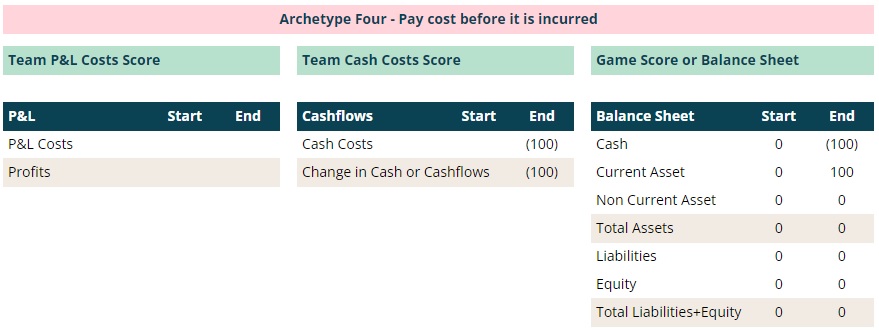 Archetype Four - Pay cost before it is incurred
Team P&L Costs Score
Team Cash Costs Score
Game Score or Balance Sheet
P&L Start End
P&L Costs
Profits
Cashflows Start End
Cash Costs (100)
Change in Cash or Cashflows (100)
Balance Sheet Start End
Cash 0 (100)
Current Asset 0 100
Non Current Asset 0 0
Total Assets 0 0
Liabilities 0 0
Equity 0 0
Total Liabilities+Equity 0 0